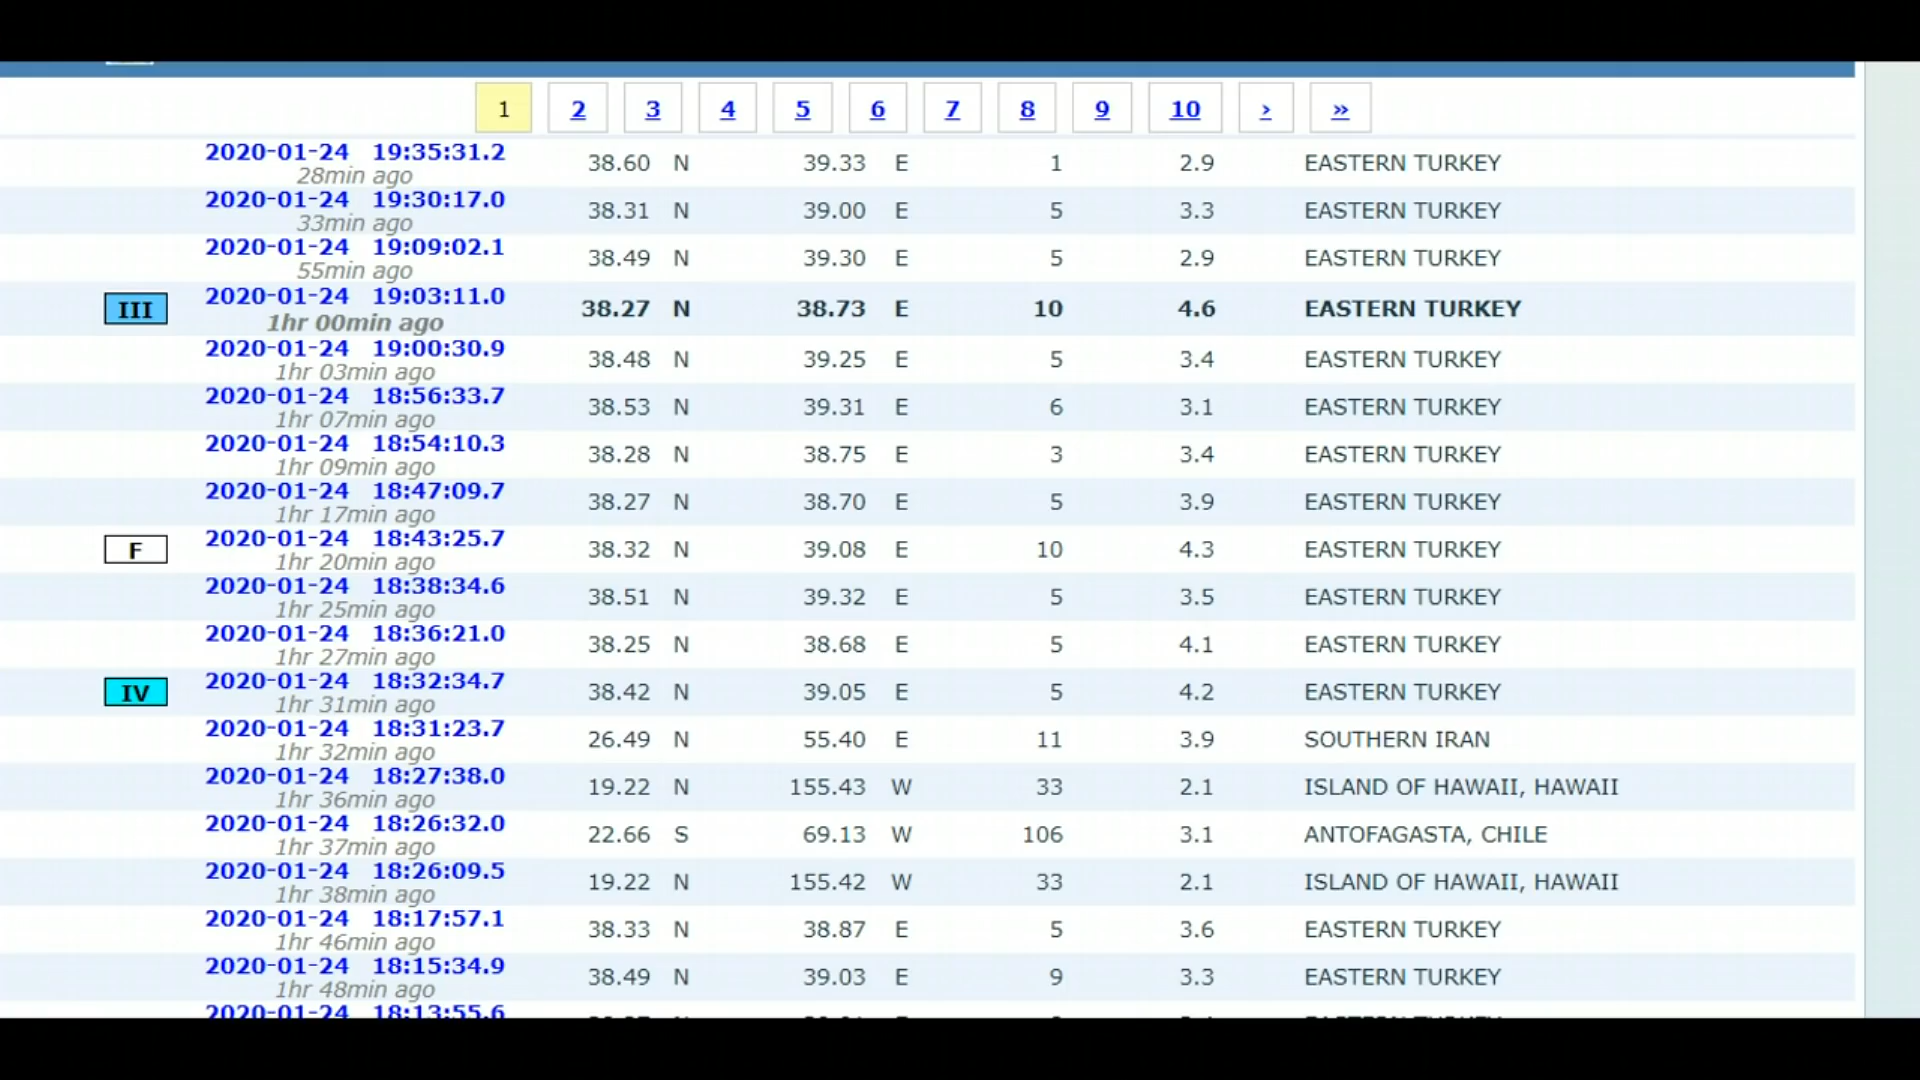 1 2 3 4 5 6 7 8 9 10 › »
2020-01-24 19:35:31.2 38.60 N 39.33 E 1 2.9 EASTERN TURKEY
28min ago
2020-01-24 19:30:17.0 38.31 N 39.00 E 5 3.3 EASTERN TURKEY
33min ago
2020-01-24 19:09:02.1 38.49 N 39.30 E 5 2.9 EASTERN TURKEY
55min ago
III 2020-01-24 19:03:11.0 38.27 N 38.73 E 10 4.6 EASTERN TURKEY
1hr 00min ago
2020-01-24 19:00:30.9 38.48 N 39.25 E 5 3.4 EASTERN TURKEY
1hr 03min ago
2020-01-24 18:56:33.7 38.53 N 39.31 E 6 3.1 EASTERN TURKEY
1hr 07min ago
2020-01-24 18:54:10.3 38.28 N 38.75 E 3 3.4 EASTERN TURKEY
1hr 09min ago
2020-01-24 18:47:09.7 38.27 N 38.70 E 5 3.9 EASTERN TURKEY
1hr 17min ago
F 2020-01-24 18:43:25.7 38.32 N 39.08 E 10 4.3 EASTERN TURKEY
1hr 20min ago
2020-01-24 18:38:34.6 38.51 N 39.32 E 5 3.5 EASTERN TURKEY
1hr 25min ago
2020-01-24 18:36:21.0 38.25 N 38.68 E 5 4.1 EASTERN TURKEY
1hr 27min ago
IV 2020-01-24 18:32:34.7 38.42 N 39.05 E 5 4.2 EASTERN TURKEY
1hr 31min ago
2020-01-24 18:31:23.7 26.49 N 55.40 E 11 3.9 SOUTHERN IRAN
1hr 32min ago
2020-01-24 18:27:38.0 19.22 N 155.43 W 33 2.1 ISLAND OF HAWAII, HAWAII
1hr 36min ago
2020-01-24 18:26:32.0 22.66 S 69.13 W 106 3.1 ANTOFAGASTA, CHILE
1hr 37min ago
2020-01-24 18:26:09.5 19.22 N 155.42 W 33 2.1 ISLAND OF HAWAII, HAWAII
1hr 38min ago
2020-01-24 18:17:57.1 38.33 N 38.87 E 5 3.6 EASTERN TURKEY
1hr 46min ago
2020-01-24 18:15:34.9 38.49 N 39.03 E 9 3.3 EASTERN TURKEY
1hr 48min ago
2020-01-24 18:13:55.6